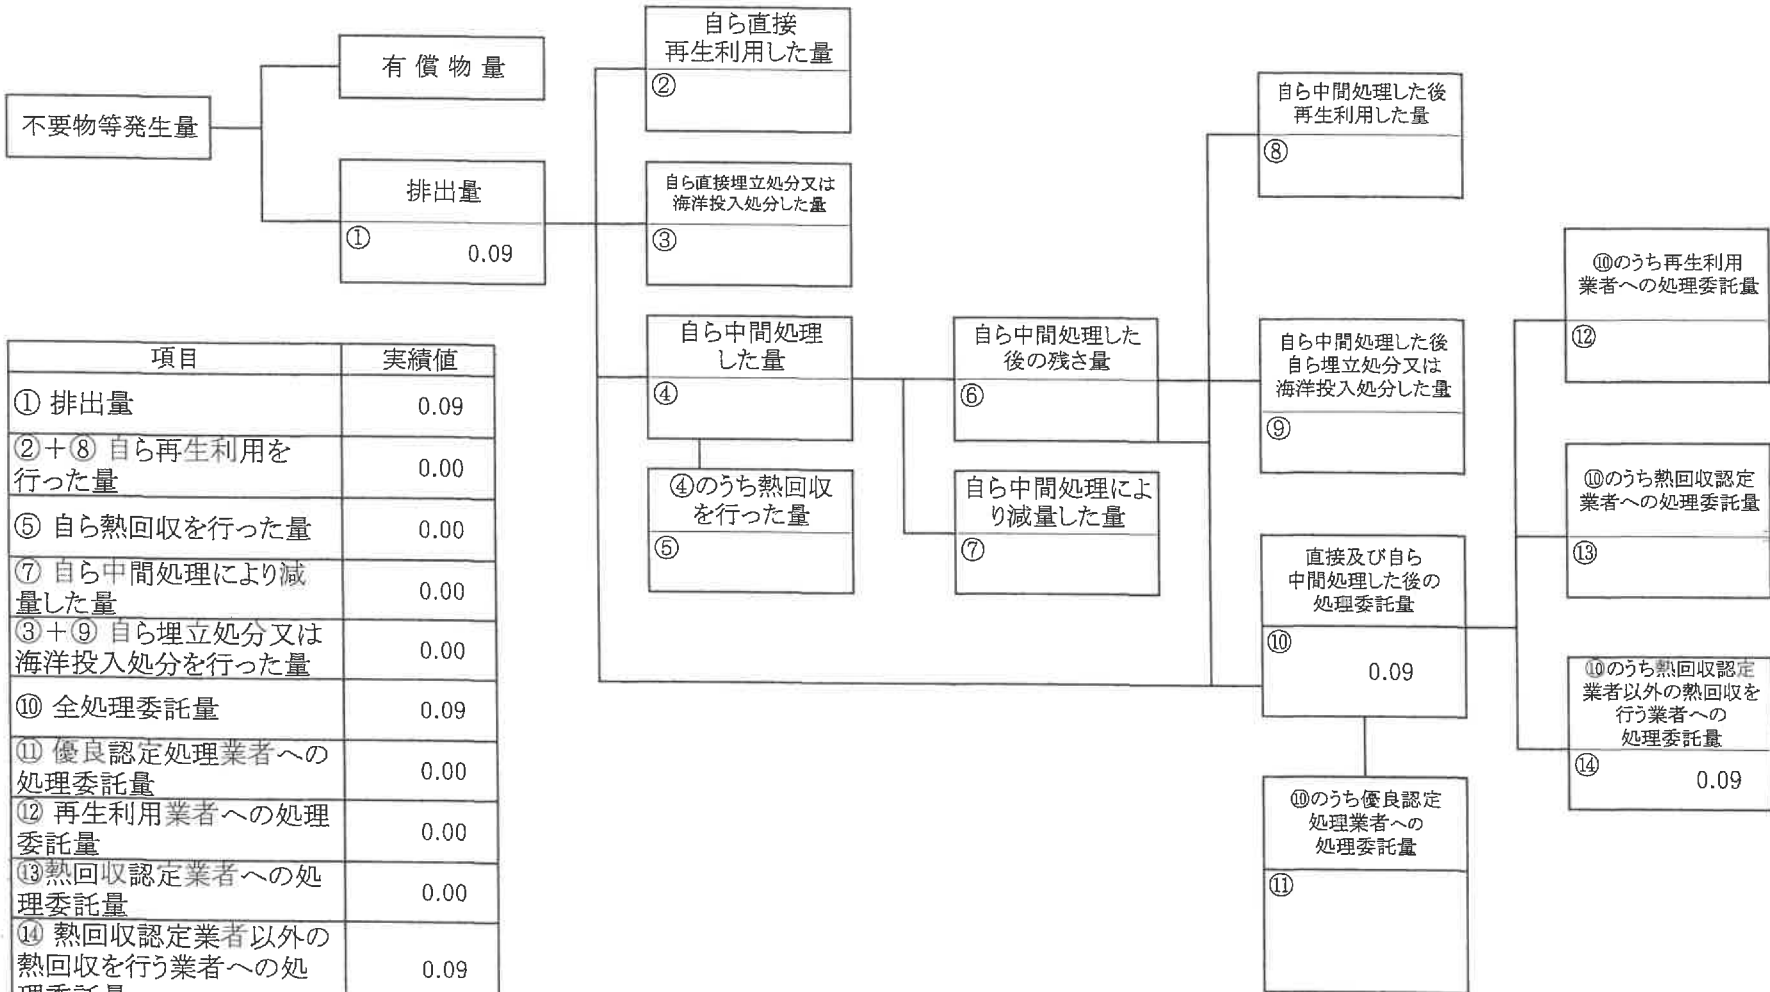 不要物等発生量
有償物量
排出量
①
0.09
自ら直接
再生利用した量
②
自ら直接埋立処分又は
海洋投入処分した量
③
自ら中間処理
した量
④
④のうち熱回収
を行った量
⑤
自ら中間処理した
後の残さ量
⑥
自ら中間処理によ
り減量した量
⑦
自ら中間処理した後
再生利用した量
⑧
自ら中間処理した後
自ら埋立処分又は
海洋投入処分した量
⑨
直接及び自ら
中間処理した後の
処理委託量
⑩
0.09
⑩のうち優良認定
処理業者への
処理委託量
⑪
⑩のうち再生利用
業者への処理委託量
⑫
⑩のうち熱回収認定
業者への処理委託量
⑬
⑩のうち熱回収認定
業者以外の熱回収を
行う業者への
処理委託量
⑭
0.09
項目 実績値
① 排出量 0.09
②+⑧ 自ら再生利用を
行った量 0.00
⑤ 自ら熱回収を行った量 0.00
⑦ 自ら中間処理により減
量した量 0.00
③+⑨ 自ら埋立処分又は
海洋投入処分を行った量 0.00
⑩ 全処理委託量 0.09
⑪ 優良認定処理業者への
処理委託量 0.00
⑫ 再生利用業者への処理
委託量 0.00
⑬熱回収認定業者への処
理委託量 0.00
⑭ 熱回収認定業者以外の
熱回収を行う業者への処 0.09
理委託量